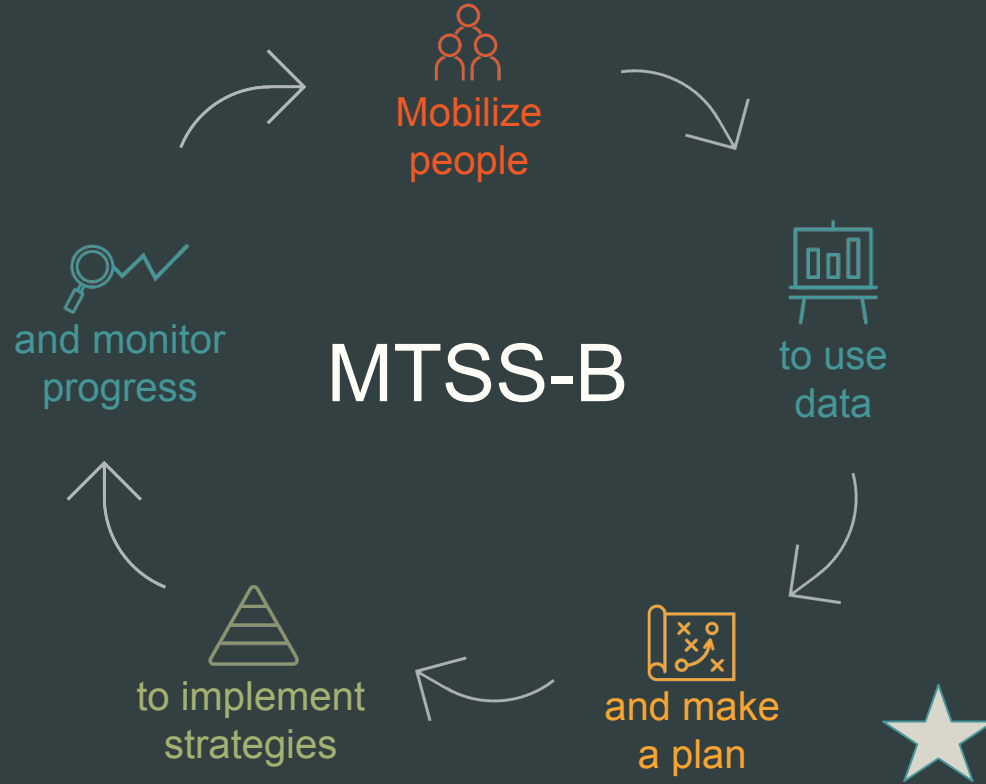 Mobilize
people
to use
data
and make
a plan
to implement
strategies
and monitor
progress
MTSS-B